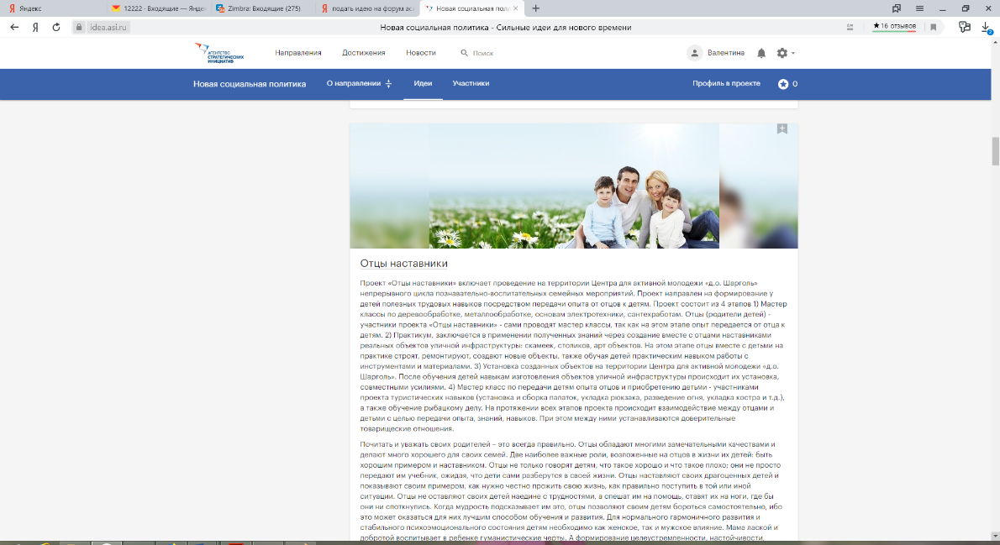 Яндекс
12222 · Входящие — Яндек
Zimbra: Входящие (275)
подать идею на форум аси
Новая социальная поли
idea.asi.ru
Новая социальная политика - Сильные идеи для нового времени
★ 16 отзывов
2
АГЕНТСТВО
СТРАТЕГИЧЕСКИХ
ИНИЦИАТИВ
Направления
Достижения
Новости
Поиск
Валентина
Новая социальная политика
О направлении
Идеи
Участники
Профиль в проекте
0
Отцы наставники
Проект «Отцы наставники» включает проведение на территории Центра для активной молодежи «д.о. Шарголь»
непрерывного цикла познавательно-воспитательных семейных мероприятий. Проект направлен на формирование у
детей полезных трудовых навыков посредством передачи опыта от отцов к детям. Проект состоит из 4 этапов 1) Мастер
классы по деревообработке, металлообработке, основам электротехники, сантехработам. Отцы (родители детей) -
участники проекта «Отцы наставники» - сами проводят мастер классы, так как на этом этапе опыт передается от отца к
детям. 2) Практикум, заключается в применении полученных знаний через создание вместе с отцами наставниками
реальных объектов уличной инфраструктуры: скамеек, столиков, арт объектов. На этом этапе отцы вместе с детьми на
практике строят, ремонтируют, создают новые объекты, также обучая детей практическим навыком работы с
инструментами и материалами. 3) Установка созданных объектов на территории Центра для активной молодежи «д.о.
Шарголь». После обучения детей навыкам изготовления объектов уличной инфраструктуры происходит их установка,
совместными усилиями. 4) Мастер класс по передачи детям опыта отцов и приобретению детьми - участниками
проекта туристических навыков (установка и сборка палаток, укладка рюкзака, разведение огня, укладка костра и т.д.),
а также обучение рыбацкому делу. На протяжении всех этапов проекта происходит взаимодействие между отцами и
детьми с целью передачи опыта, знаний, навыков. При этом между ними устанавливаются доверительные
товарищеские отношения.
Почитать и уважать своих родителей – это всегда правильно. Отцы обладают многими замечательными качествами и
делают много хорошего для своих семей. Две наиболее важные роли, возложенные на отцов в жизни их детей: быть
хорошим примером и наставником. Отцы не только говорят детям, что такое хорошо и что такое плохо; они не просто
передают им учебник, ожидая, что дети сами разберутся в своей жизни. Отцы наставляют своих драгоценных детей и
показывают своим примером, как нужно честно прожить свою жизнь, как правильно поступить в той или иной
ситуации. Отцы не оставляют своих детей наедине с трудностями, а спешат им на помощь, ставят их на ноги, где бы
они ни споткнулись. Когда мудрость подсказывает им это, отцы позволяют своим детям бороться самостоятельно, ибо
это может оказаться для них лучшим способом обучения и развития. Для нормального гармоничного развития и
стабильного психоэмоционального состояния детям необходимо как женское, так и мужское влияние. Мама лаской и
добротой воспитывает в ребенке гуманистические черты. А формирование целеустремленности, настойчивости,